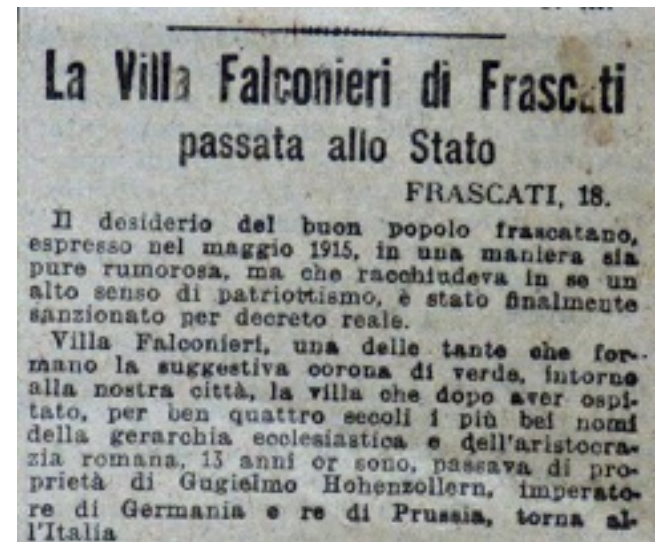 La Villa Falconieri di Frascati
passata allo Stato
FRASCATI, 18.
Il desiderio del buon popolo frascatano,
espresso nel maggio 1915, in una maniera sia
pure rumorosa, ma che racchiudeva in se un
alto senso di patriottismo, è stato finalmente
sanzionato per decreto reale.
Villa Falconieri, una delle tante che for-
mano la suggestiva corona di verde, intorno
alla nostra città, la villa che dopo aver ospi-
tato, per ben quattro secoli i più bei nomi
della gerarchia ecclesiastica e dell'aristocra-
zia romana, 13 anni or sono, passava di pro-
prietà di Gugielmo Hohenzollern, imperato-
re di Germania e re di Prussia, torna al-
l'Italia